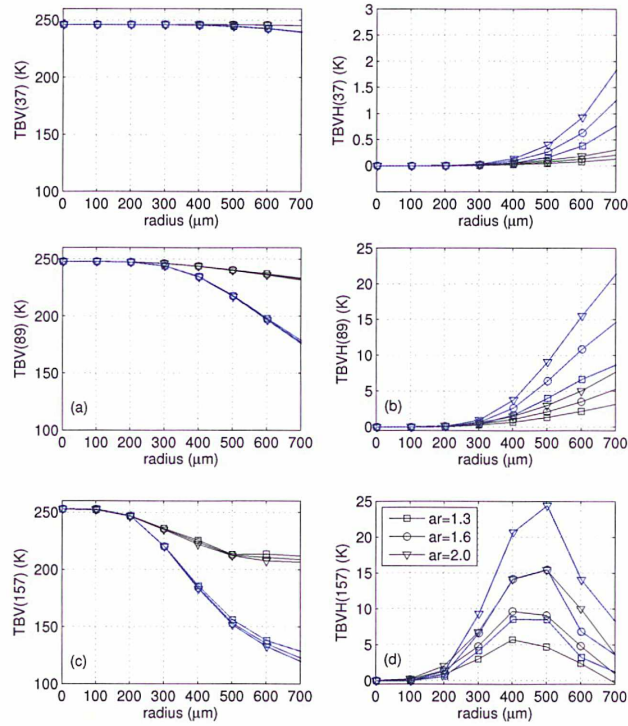 250
200
150
100
TBV(37) (K)
0 100 200 300 400 500 600 700
radius (μm)
3
2.5
2
1.5
1
0.5
0
TBVH(37) (K)
0 100 200 300 400 500 600 700
radius (μm)
250
200
150
100
TBV(89) (K)
(a)
0 100 200 300 400 500 600 700
radius (μm)
25
20
15
10
5
0
TBVH(89) (K)
(b)
0 100 200 300 400 500 600 700
radius (μm)
250
200
150
100
TBV(157) (K)
(c)
0 100 200 300 400 500 600 700
radius (μm)
25
20
15
10
5
0
TBVH(157) (K)
ar=1.3
ar=1.6
ar=2.0
(d)
0 100 200 300 400 500 600 700
radius (μm)